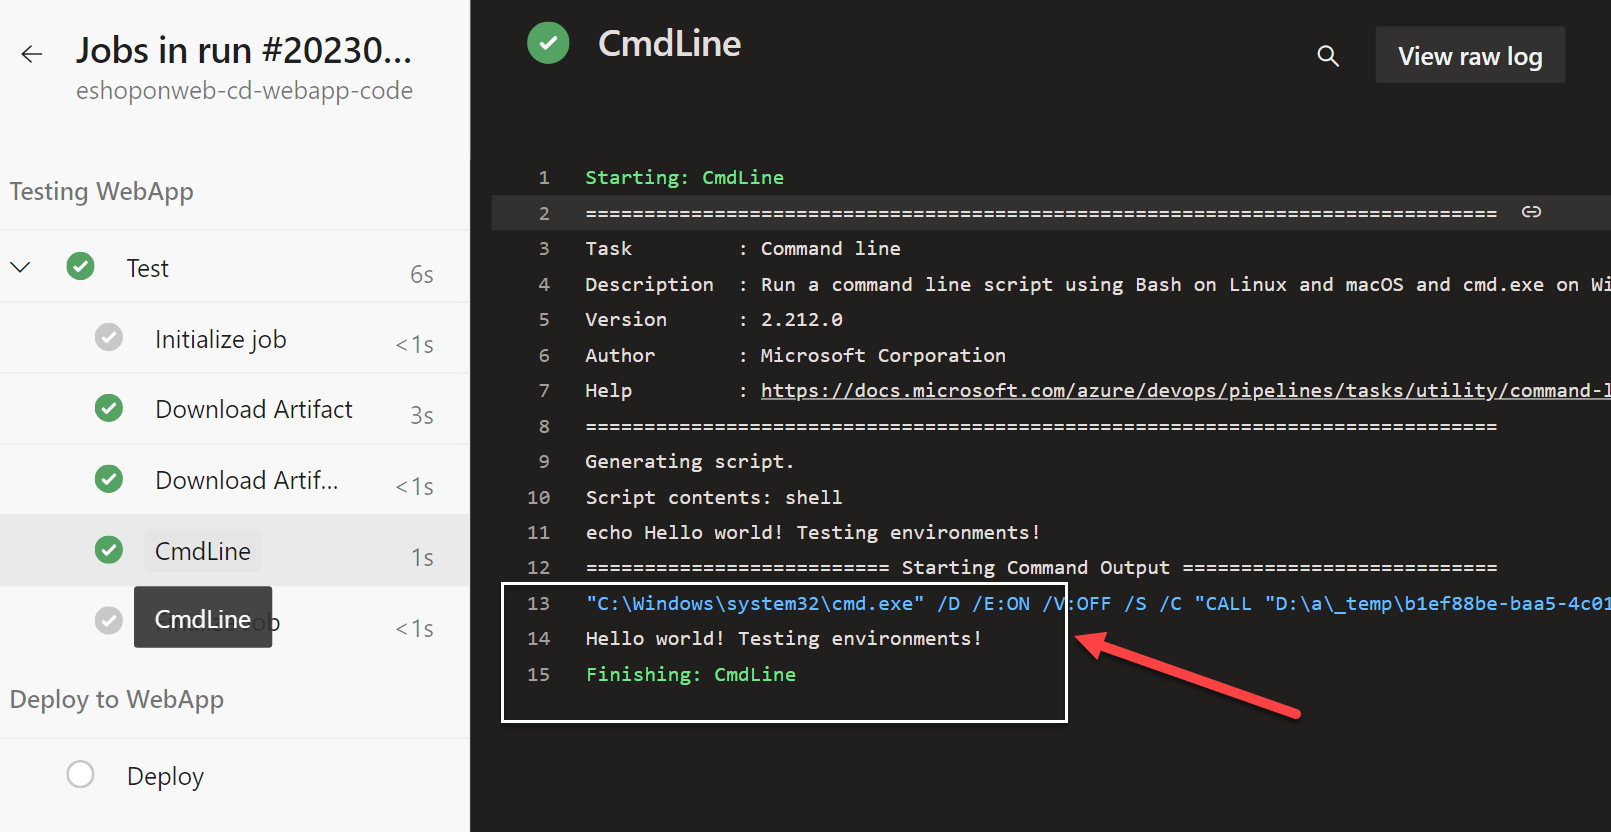 Jobs in run #20230...
eshoponweb-cd-webapp-code
Testing WebApp
Test 6s
Initialize job <1s
Download Artifact 3s
Download Artif... <1s
CmdLine 1s
CmdLine
<1s
Deploy to WebApp
Deploy
CmdLine
View raw log
1 Starting: CmdLine
2 ==============================================================================
3 Task : Command line
4 Description : Run a command line script using Bash on Linux and macOS and cmd.exe on Wi
5 Version : 2.212.0
6 Author : Microsoft Corporation
7 Help : https://docs.microsoft.com/azure/devops/pipelines/tasks/utility/command-l
8 ==============================================================================
9 Generating script.
10 Script contents: shell
11 echo Hello world! Testing environments!
12 ========================== Starting Command Output ===========================
13 "C:\Windows\system32\cmd.exe" /D /E:ON /V:OFF /S /C "CALL "D:\a\_temp\b1ef88be-baa5-4c01
14 Hello world! Testing environments!
15 Finishing: CmdLine